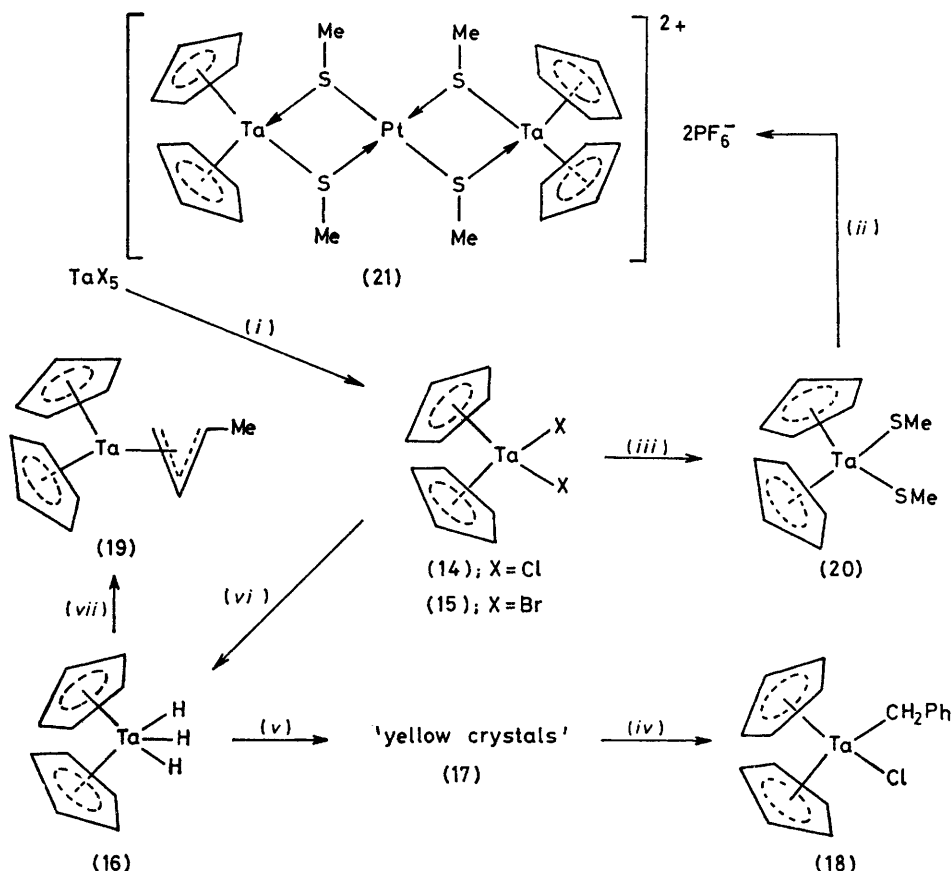 Me Me 2+
S S
Ta Pt Ta 2PF₆⁻
S S
Me Me
(ii)
(21)
TaX₅
(i)
Me
Ta
(19)
X
Ta
X
(iii)
SMe
Ta
SMe
(14); X=Cl
(15); X=Br
(20)
(vii)
(vi)
H
Ta H
H
(v)
'yellow crystals'
(iv)
CH₂Ph
Ta
Cl
(16)
(17)
(18)